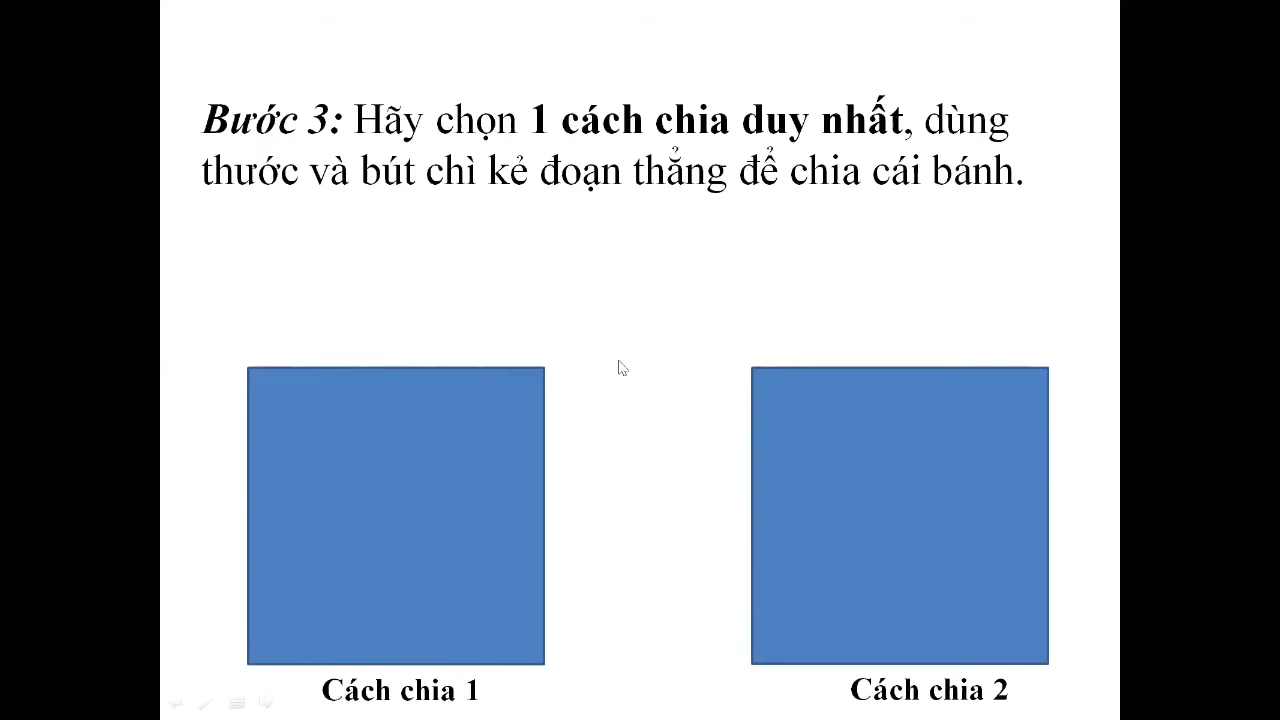 Bước 3: Hãy chọn 1 cách chia duy nhất, dùng
thước và bút chì kẻ đoạn thẳng để chia cái bánh.
Cách chia 1
Cách chia 2